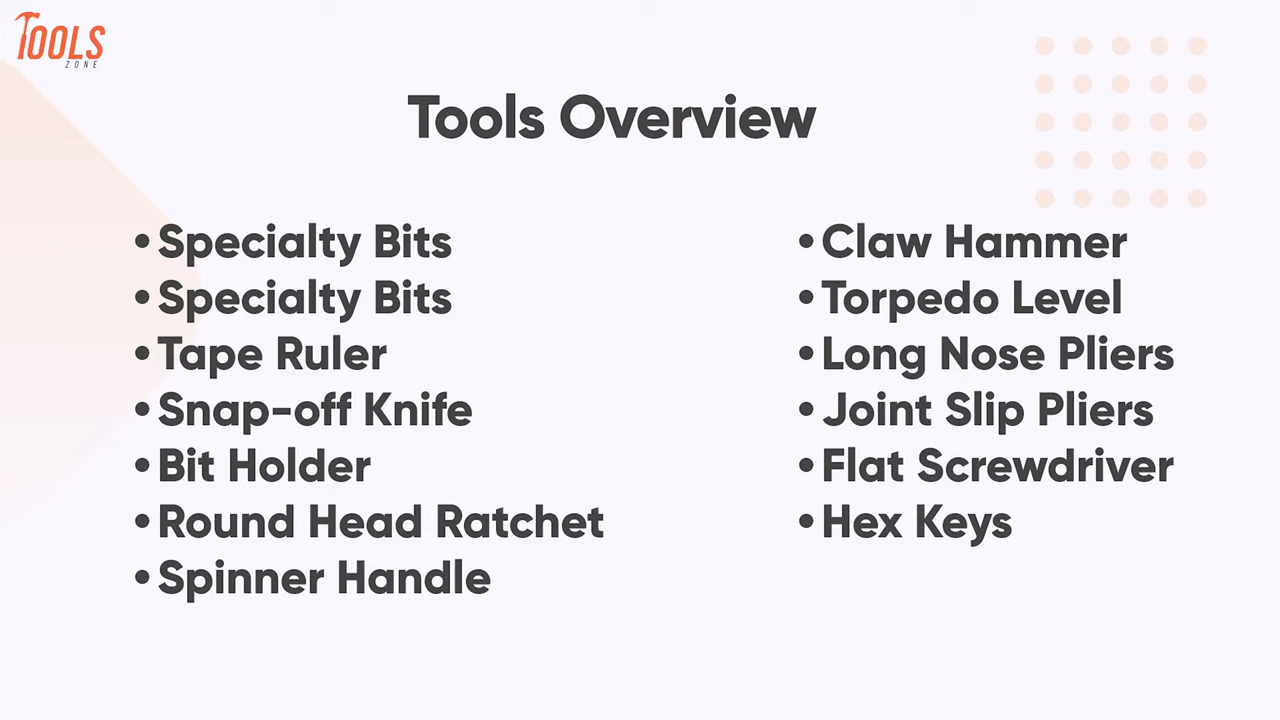 TOOLS
ZONE
Tools Overview
• Specialty Bits
• Specialty Bits
• Tape Ruler
• Snap-off Knife
• Bit Holder
• Round Head Ratchet
• Spinner Handle
• Claw Hammer
• Torpedo Level
• Long Nose Pliers
• Joint Slip Pliers
• Flat Screwdriver
• Hex Keys